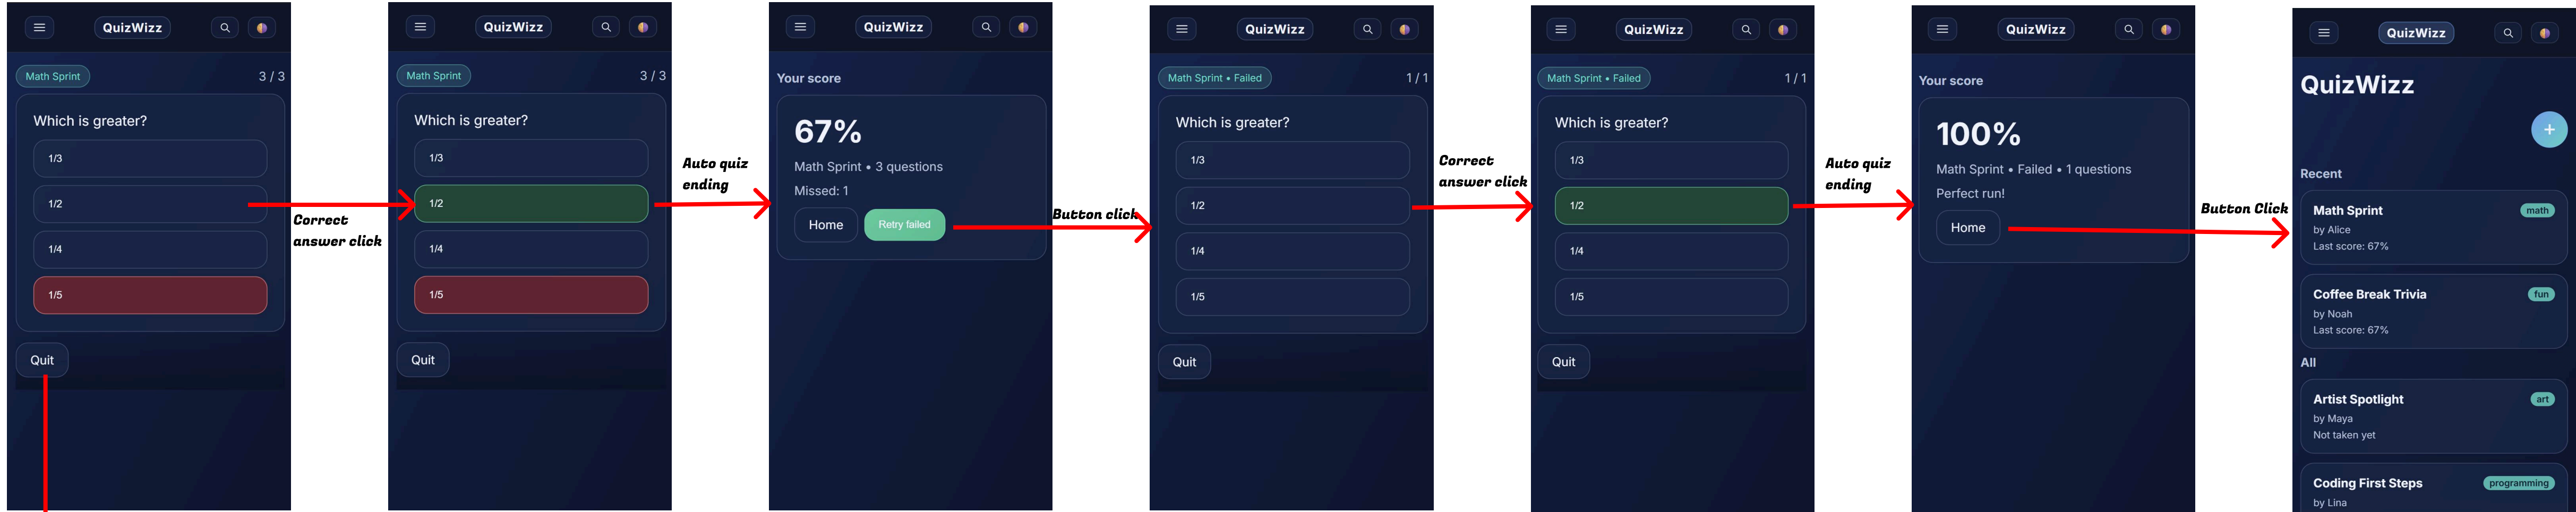 QuizWizz
Math Sprint
3 / 3
Which is greater?
1/3
1/2
1/4
1/5
Quit
Correct
answer click
QuizWizz
Math Sprint
3 / 3
Which is greater?
1/3
1/2
1/4
1/5
Quit
Auto quiz
ending
QuizWizz
Your score
67%
Math Sprint • 3 questions
Missed: 1
Home
Retry failed
Button click
QuizWizz
Math Sprint • Failed
1 / 1
Which is greater?
1/3
1/2
1/4
1/5
Quit
Correct
answer click
QuizWizz
Math Sprint • Failed
1 / 1
Which is greater?
1/3
1/2
1/4
1/5
Quit
Auto quiz
ending
QuizWizz
Your score
100%
Math Sprint • Failed • 1 questions
Perfect run!
Home
Button Click
QuizWizz
QuizWizz
+
Recent
Math Sprint
math
by Alice
Last score: 67%
Coffee Break Trivia
fun
by Noah
Last score: 67%
All
Artist Spotlight
art
by Maya
Not taken yet
Coding First Steps
programming
by Lina